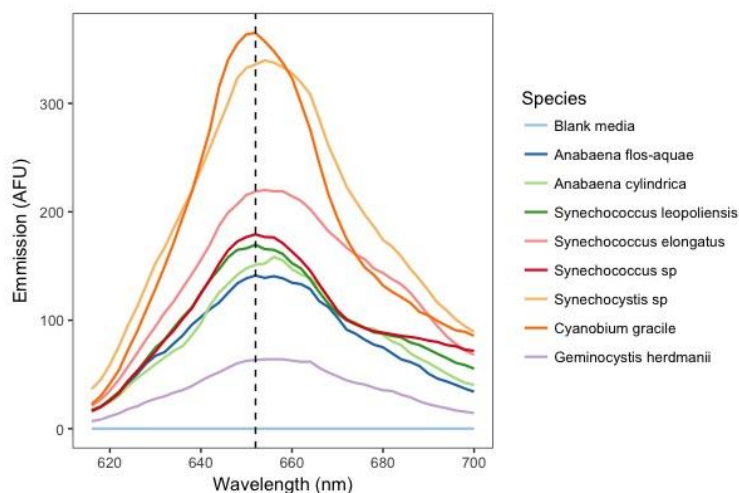 Emmission (AFU)
300
200
100
0
620
640
660
680
700
Wavelength (nm)
Species
Blank media
Anabaena flos-aquae
Anabaena cylindrica
Synechococcus leopoliensis
Synechococcus elongatus
Synechococcus sp
Synechocystis sp
Cyanobium gracile
Geminocystis herdmanii